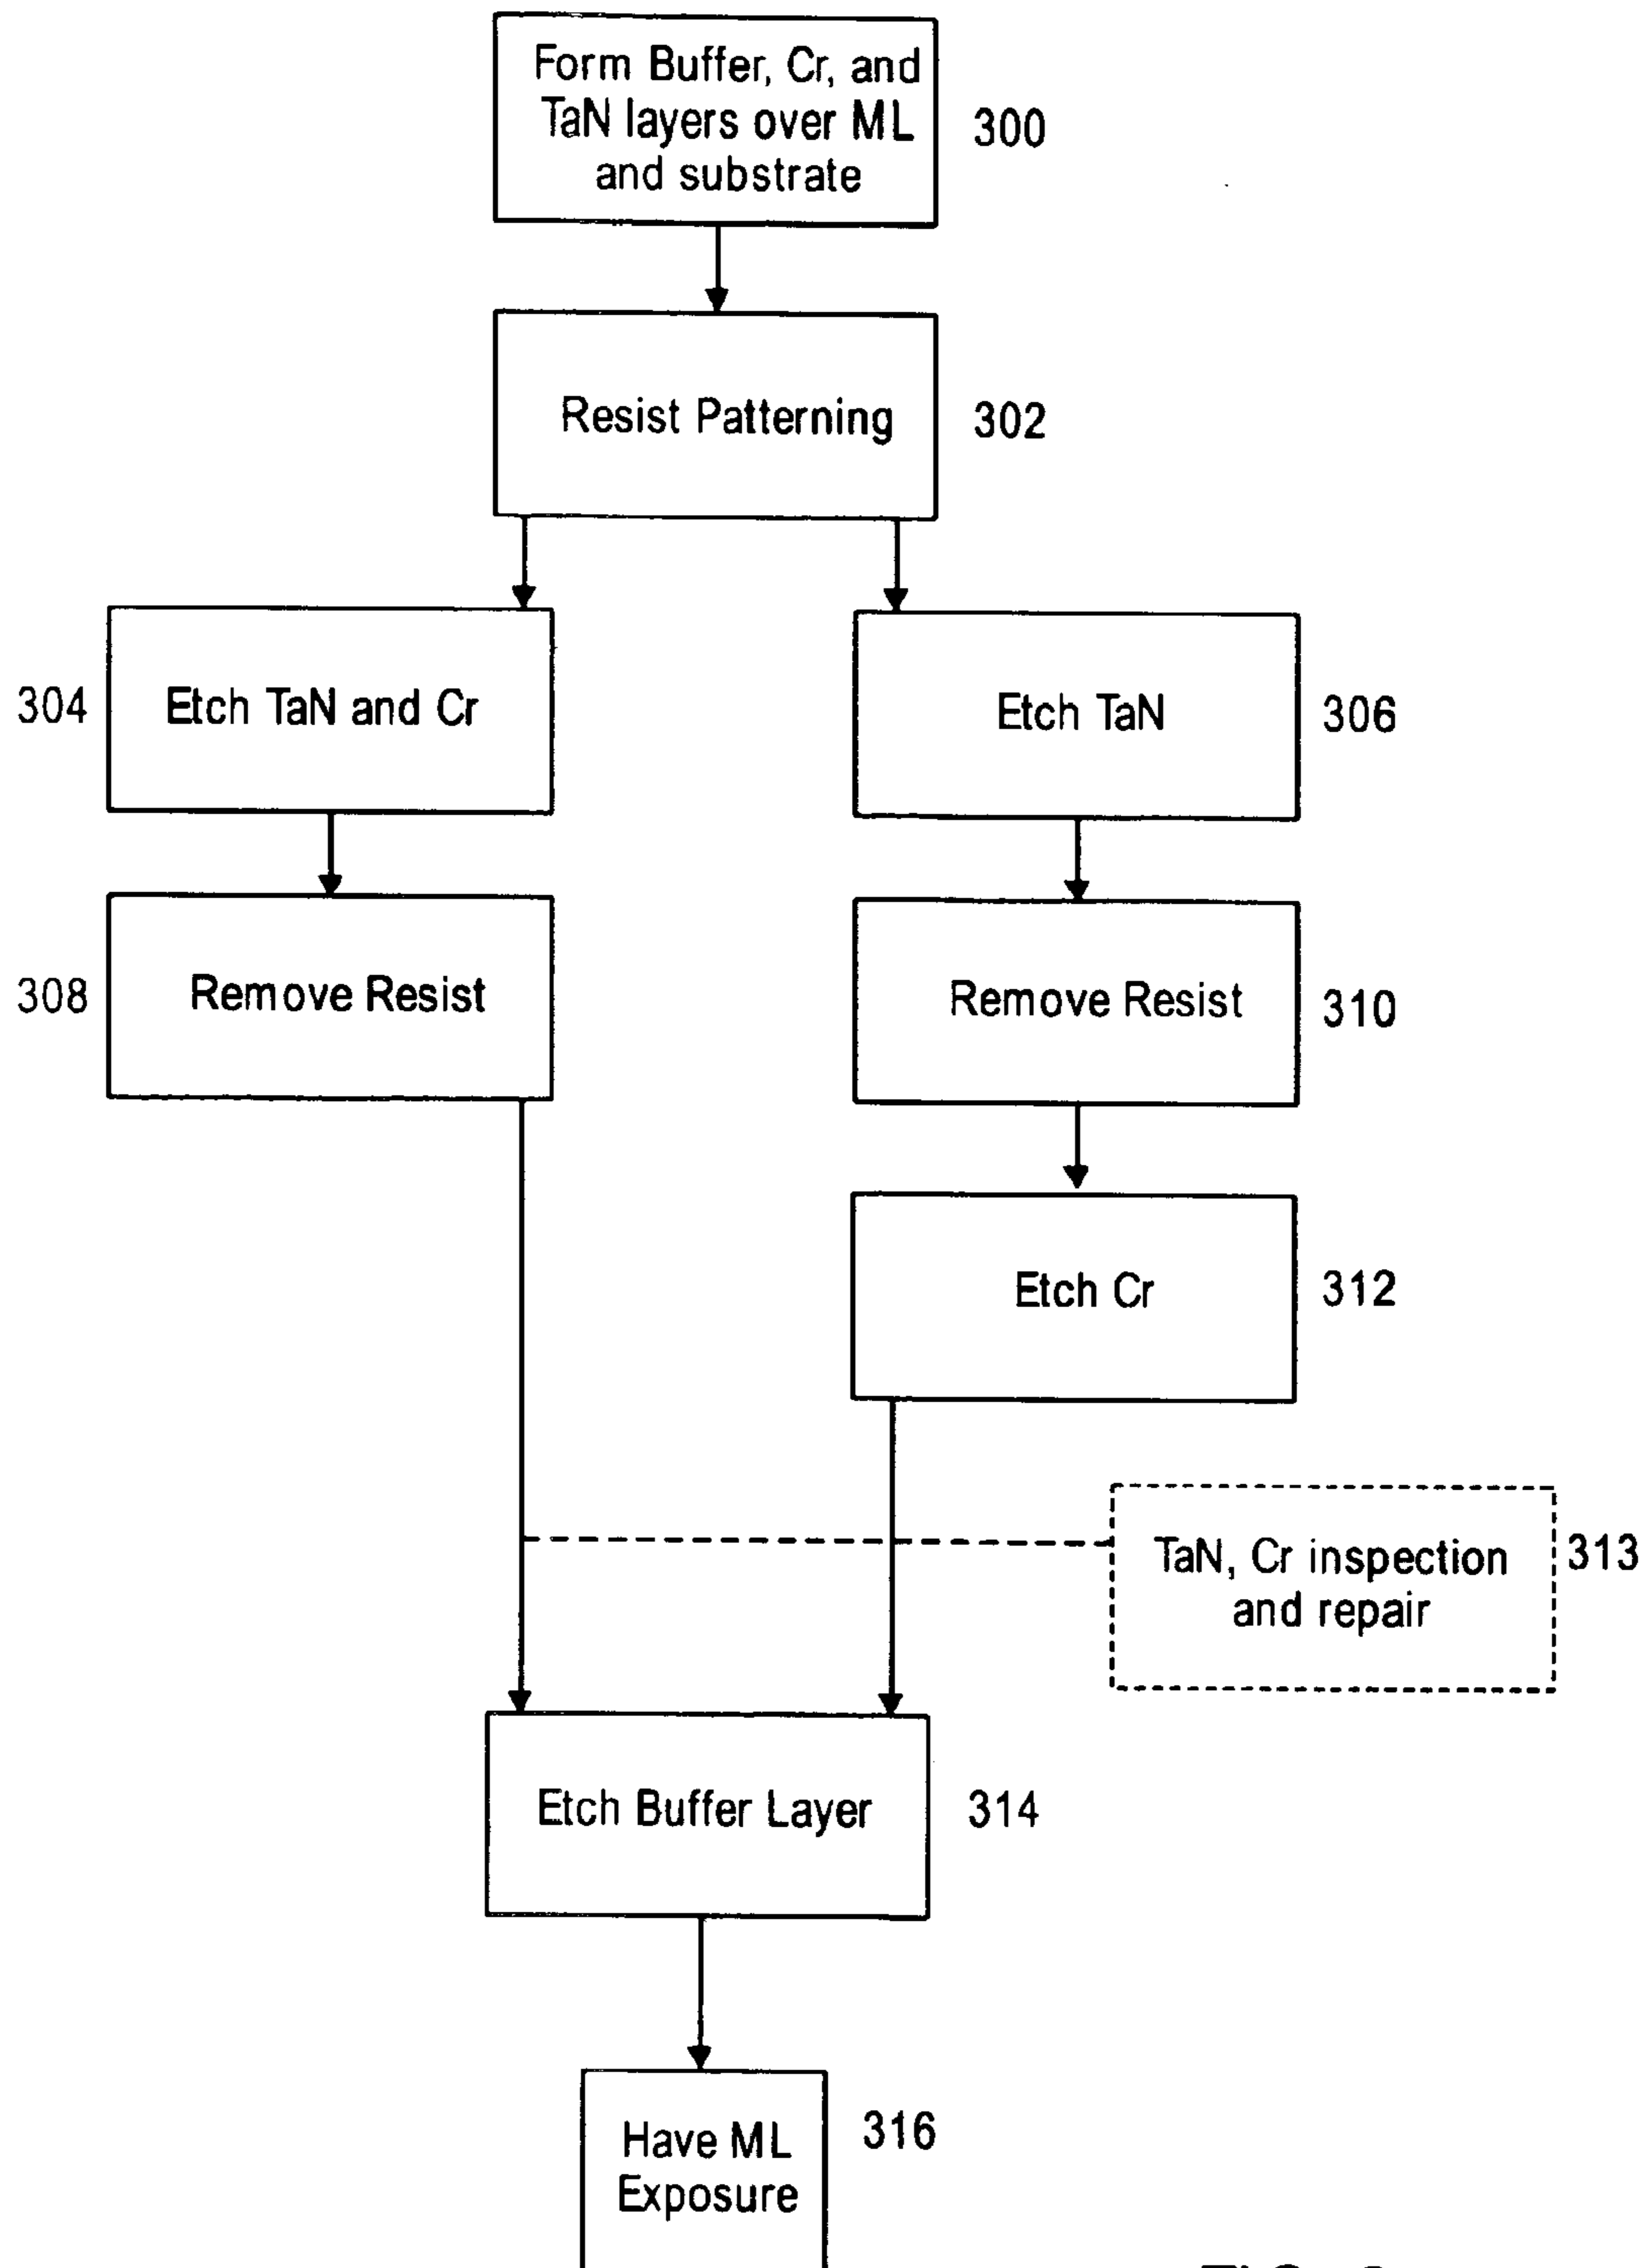 Form Buffer, Cr, and
TaN layers over ML
and substrate
300
Resist Patterning
302
304
Etch TaN and Cr
Etch TaN
306
308
Remove Resist
Remove Resist
310
Etch Cr
312
TaN, Cr inspection
and repair
313
Etch Buffer Layer
314
Have ML
Exposure
316